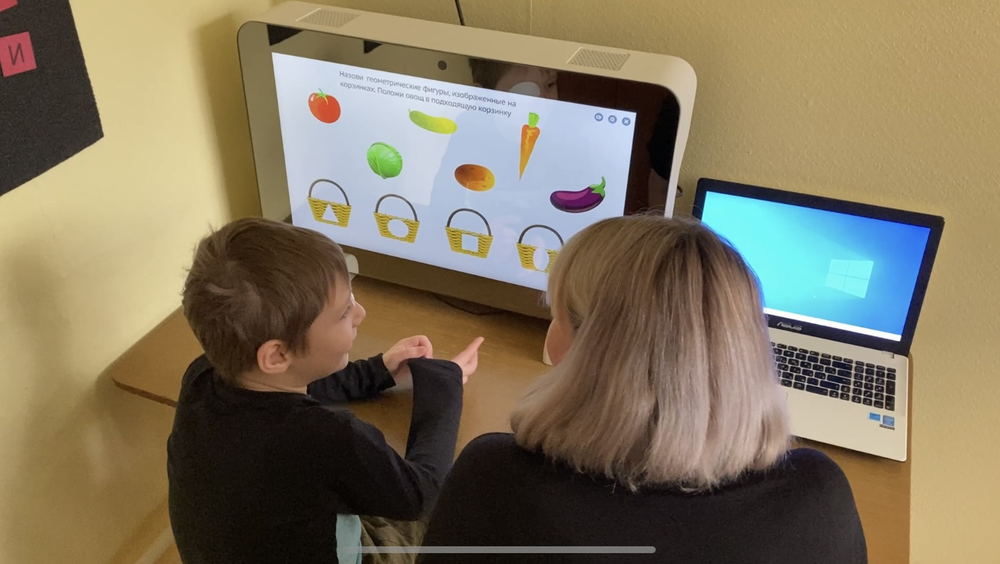 И
Назови геометрические фигуры, изображенные на
корзинках. Положи овощ в подходящую корзинку
ASUS